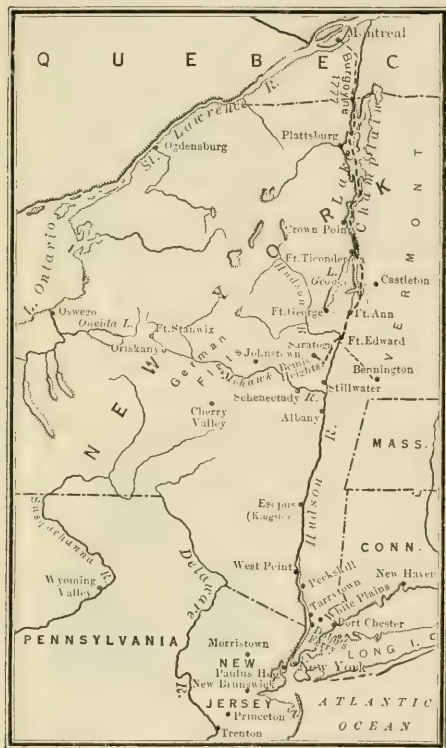 Montreal
QUEBEC
Burgoyne 1777
St. Lawrence R.
Plattsburg
Ogdensburg
Lake Champlain
NEW YORK
VERMONT
Crown Point
L. Ontario
Hudson R.
Ft. Ticonder
L. George
Castleton
Oswego
Oneida L.
Ft. Stanwix
Ft. George
Ft. Ann
Oriskany
German Flats
Johnstown
Saratoga
Ft. Edward
Bemis Heights
Bennington
Mohawk R.
Stillwater
Schenectady
Cherry Valley
Albany
MASS.
Esopus
(Kingston
Hudson R.
Susquehanna R.
CONN.
Delaware R.
West Point
Peekskill
New Haven
Wyoming Valley
Tarrytown
White Plains
Port Chester
PENNSYLVANIA
Morristown
LONG I.
NEW JERSEY
Paulus Hook
New York
New Brunswick
ATLANTIC OCEAN
Princeton
Trenton